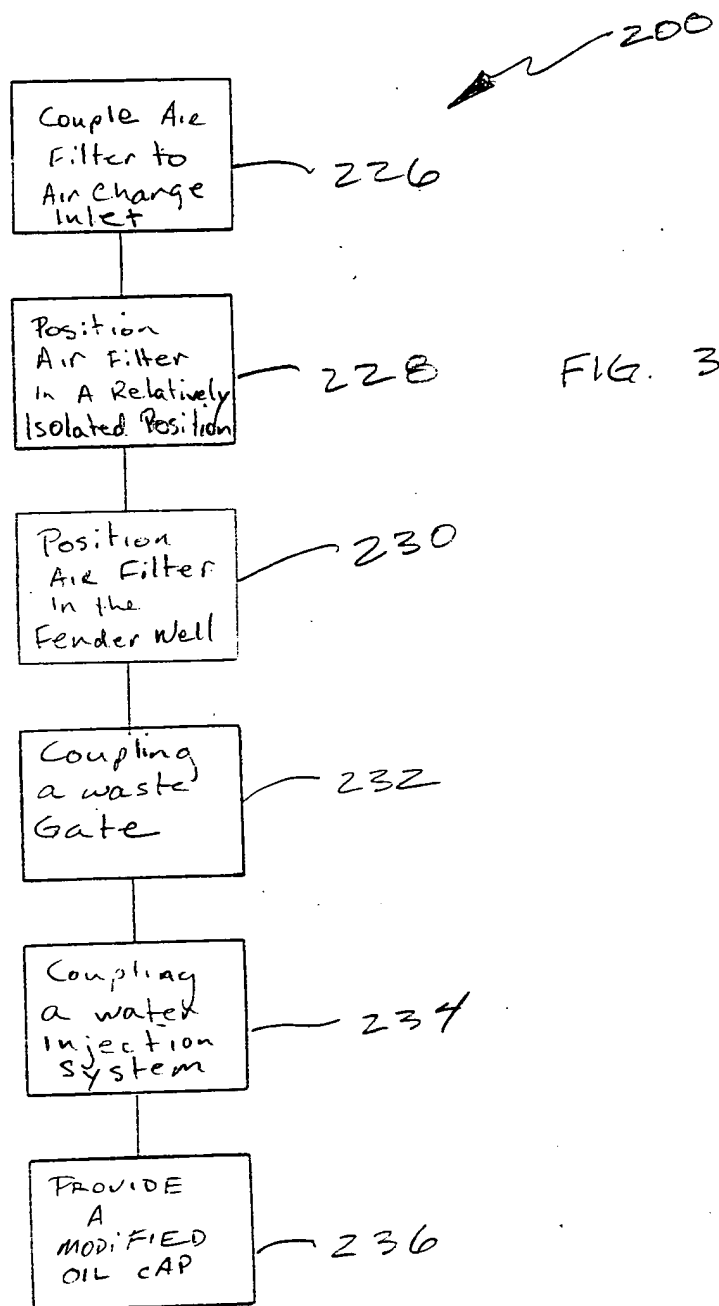 200
Couple Air
Filter to
Air Change
Inlet
226
Position
Air Filter
In A Relatively
Isolated Position
228
FIG. 3
Position
Air Filter
In the
Fender Well
230
Coupling
a waste
Gate
232
Coupling
a water
Injection
System
234
PROVIDE
A
MODIFIED
OIL CAP
236